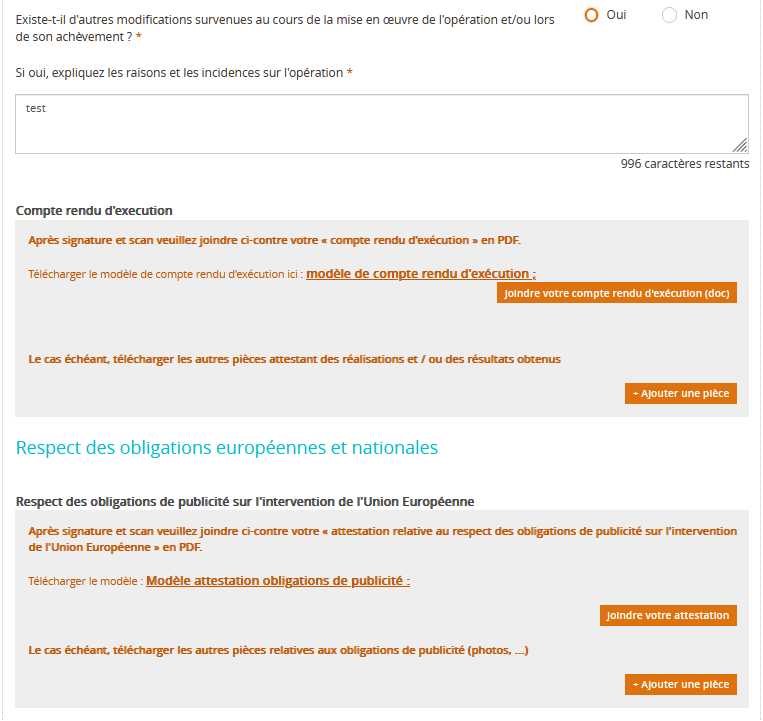 Existe-t-il d'autres modifications survenues au cours de la mise en œuvre de l'opération et/ou lors
de son achèvement ? *
Oui
Non
Si oui, expliquez les raisons et les incidences sur l'opération *
test
996 caractères restants
Compte rendu d'execution
Après signature et scan veuillez joindre ci-contre votre « compte rendu d'exécution » en PDF.
Télécharger le modèle de compte rendu d'exécution ici : modèle de compte rendu d'exécution :
Joindre votre compte rendu d'exécution (doc)
Le cas échéant, télécharger les autres pièces attestant des réalisations et / ou des résultats obtenus
+ Ajouter une pièce
Respect des obligations européennes et nationales
Respect des obligations de publicité sur l'intervention de l'Union Européenne
Après signature et scan veuillez joindre ci-contre votre « attestation relative au respect des obligations de publicité sur l'intervention
de l'Union Européenne » en PDF.
Télécharger le modèle : Modèle attestation obligations de publicité :
Joindre votre attestation
Le cas échéant, télécharger les autres pièces relatives aux obligations de publicité (photos, ...)
+ Ajouter une pièce